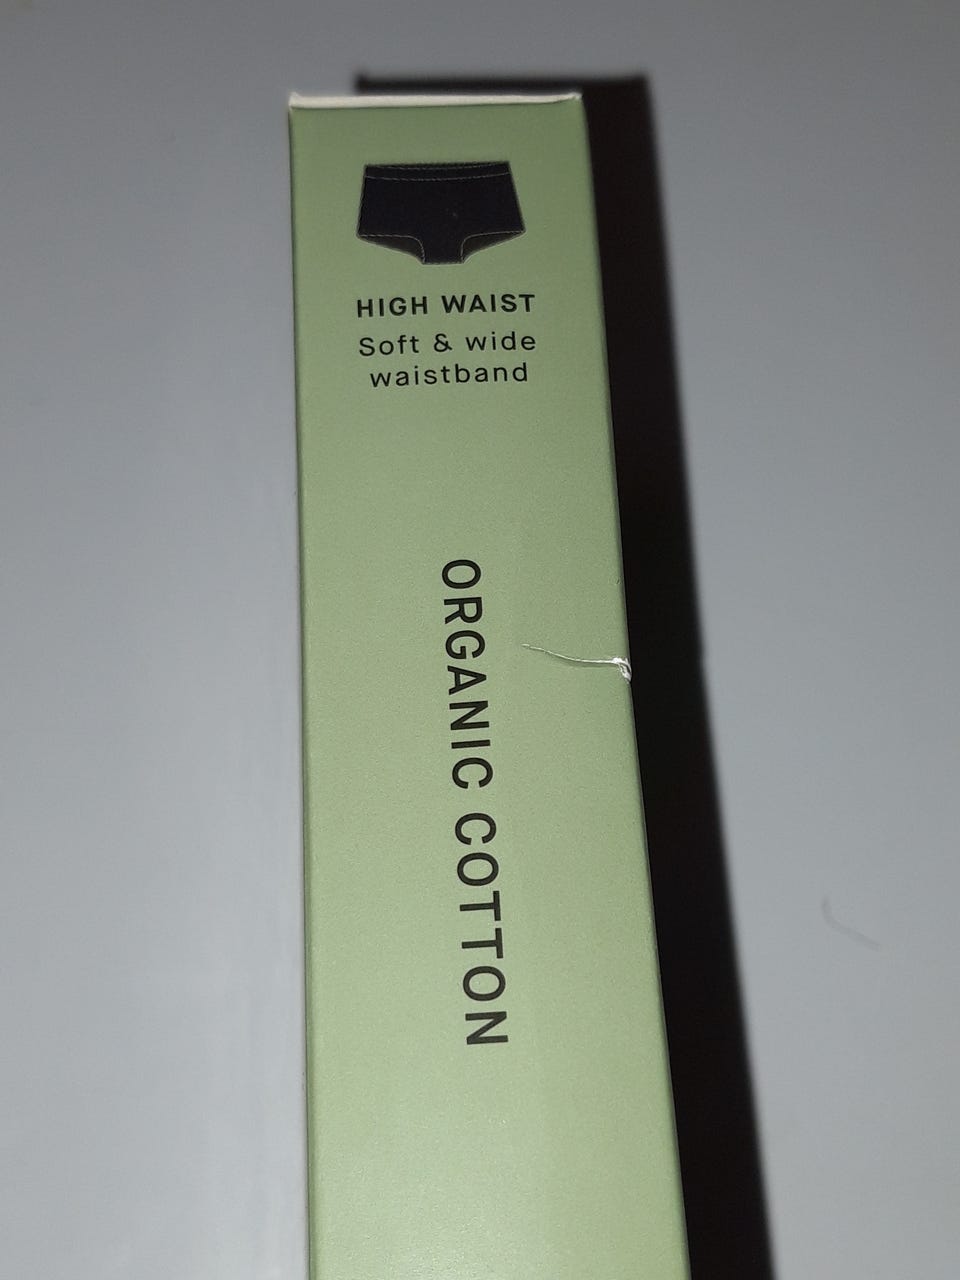 HIGH WAIST
Soft & wide
waistband
ORGANIC COTTON